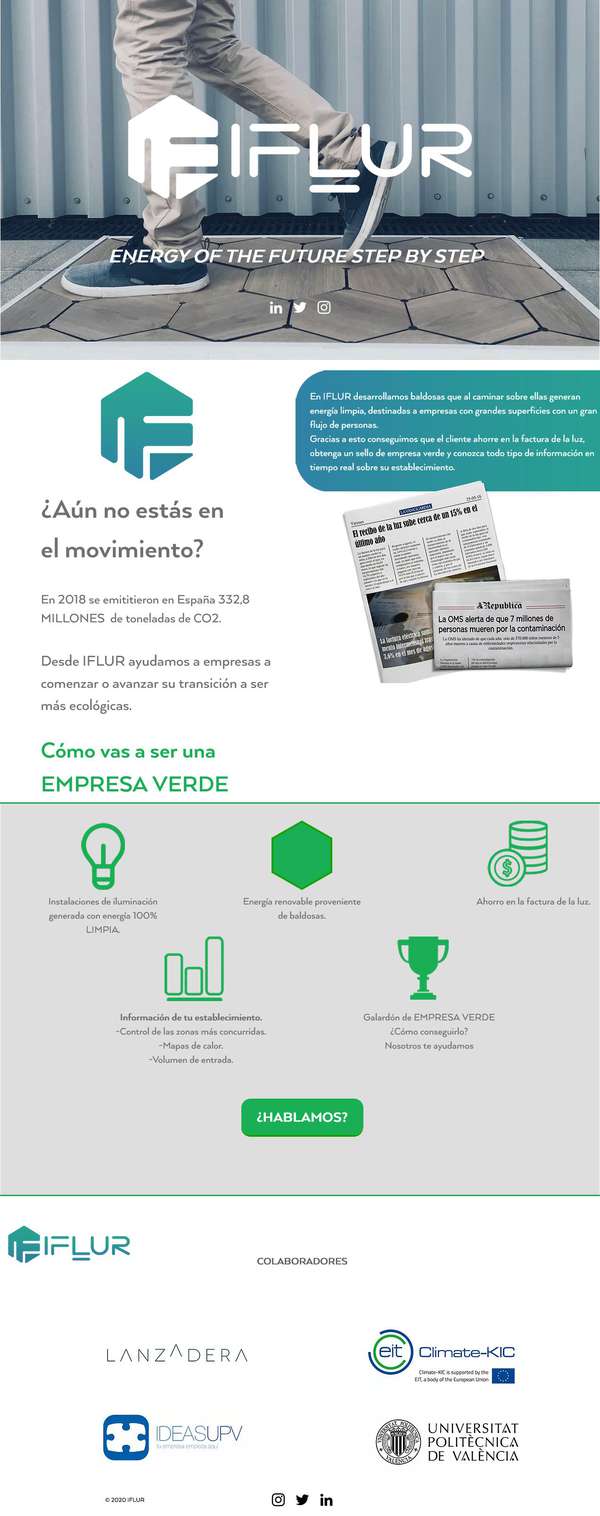 IFLUR
ENERGY OF THE FUTURE STEP BY STEP
En IFLUR desarrollamos baldosas que al caminar sobre ellas generan
energía limpia, destinadas a empresas con grandes superficies con un gran
flujo de personas.
Gracias a esto conseguimos que el cliente ahorre en la factura de la luz,
obtenga un sello de empresa verde y conozca todo tipo de información en
tiempo real sobre su establecimiento.
¿Aún no estás en
el movimiento?
El recibo de la luz sube cerca de un 15% en el
último año
La República
La OMS alerta de que 7 millones de
personas mueren por la contaminación
En 2018 se emititieron en España 332,8
MILLONES de toneladas de CO2.
Desde IFLUR ayudamos a empresas a
comenzar o avanzar su transición a ser
más ecológicas.
Cómo vas a ser una
EMPRESA VERDE
Instalaciones de iluminación
generada con energía 100%
LIMPIA.
Energía renovable proveniente
de baldosas.
Ahorro en la factura de la luz.
Información de tu establecimiento.
-Control de las zonas más concurridas.
-Mapas de calor.
-Volumen de entrada.
Galardón de EMPRESA VERDE
¿Cómo conseguirlo?
Nosotros te ayudamos
¿HABLAMOS?
IFLUR
COLABORADORES
LANZADERA
eit Climate-KIC
Climate-KIC is supported by the
EIT, a body of the European Union
IDEASUPV
tu empresa empieza aquí
UNIVERSITAT
POLITÈCNICA
DE VALÈNCIA
© 2020 IFLUR